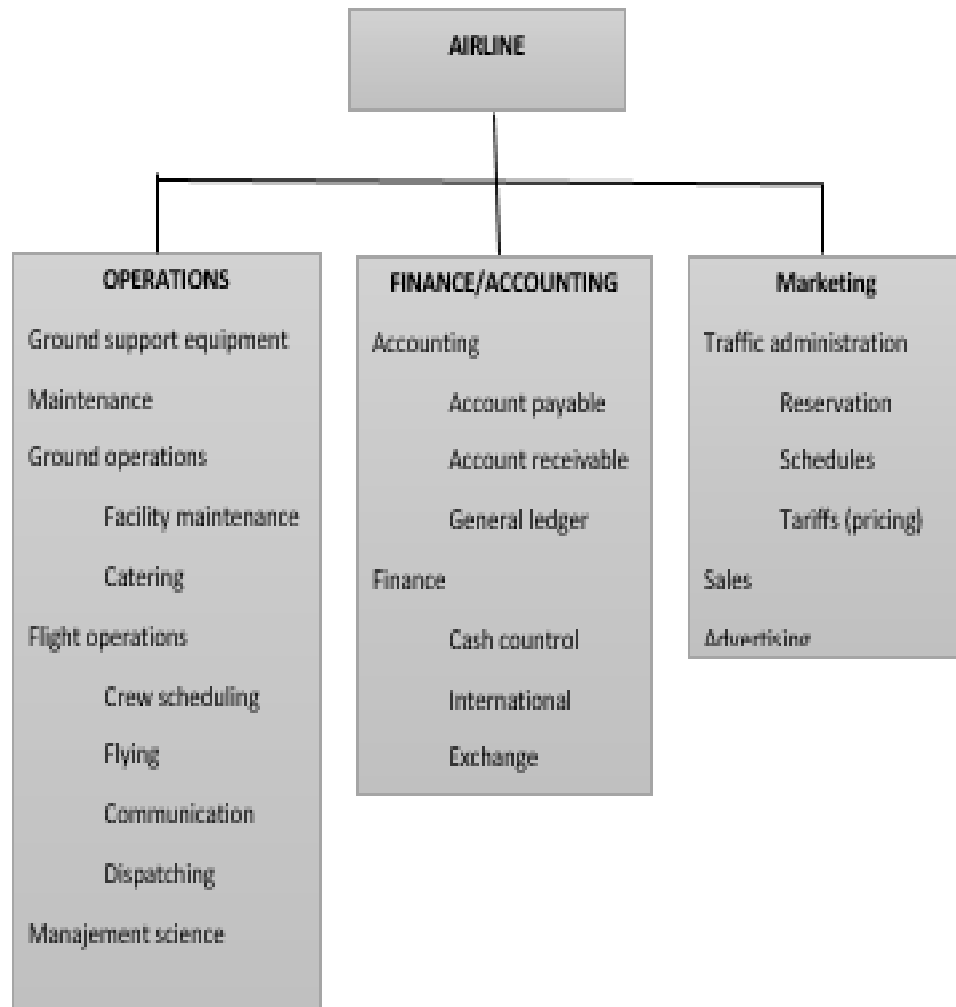 AIRLINE
OPERATIONS
Ground support equipment
Maintenance
Ground operations
Facility maintenance
Catering
Flight operations
Crew scheduling
Flying
Communication
Dispatching
Manajement science
FINANCE/ACCOUNTING
Accounting
Account payable
Account receivable
General ledger
Finance
Cash countrol
International
Exchange
Marketing
Traffic administration
Reservation
Schedules
Tariffs (pricing)
Sales
Advertising